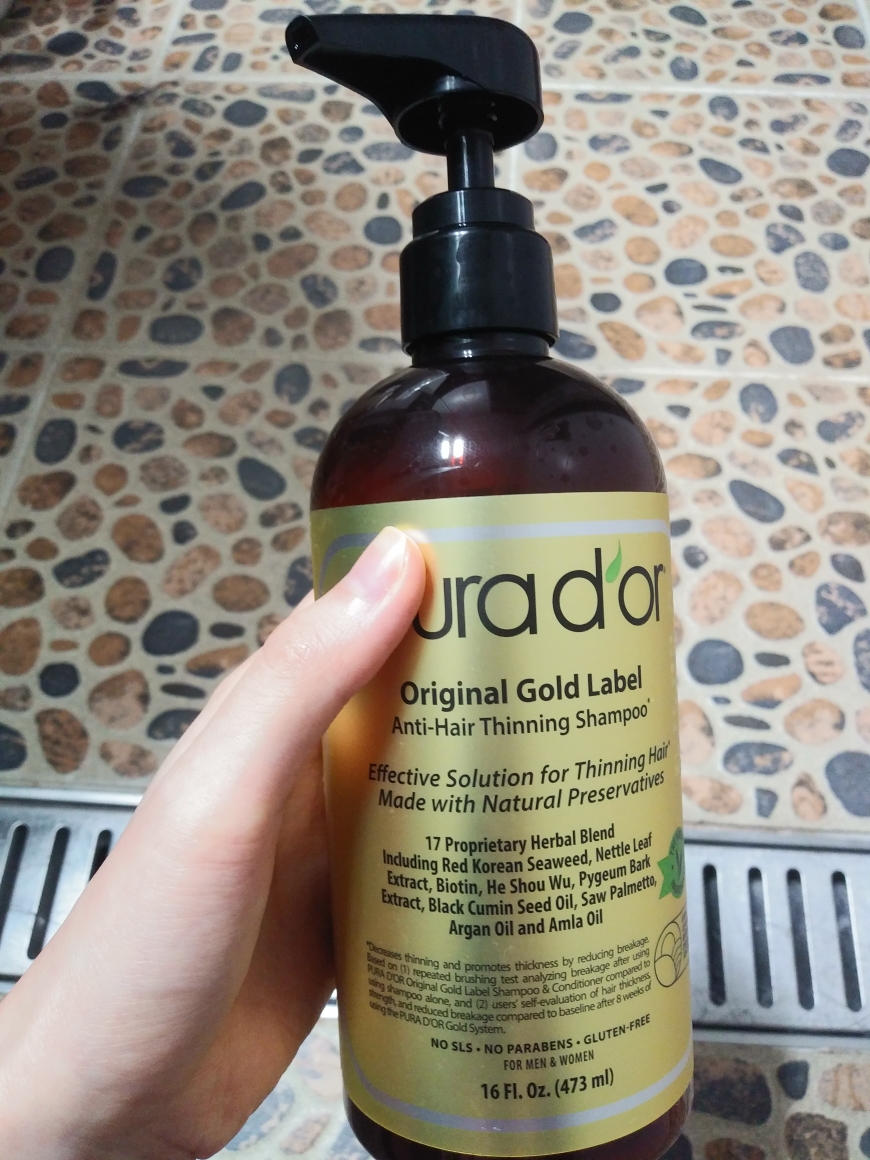 ura d'or
Original Gold Label
Anti-Hair Thinning Shampoo*
Effective Solution for Thinning Hair*
Made with Natural Preservatives
17 Proprietary Herbal Blend
Including Red Korean Seaweed, Nettle Leaf
Extract, Biotin, He Shou Wu, Pygeum Bark
Extract, Black Cumin Seed Oil, Saw Palmetto,
Argan Oil and Amla Oil
*Decreases thinning and promotes thickness by reducing breakage.
Based on (1) repeated brushing test analyzing breakage after using
PURA D'OR Original Gold Label Shampoo & Conditioner compared to
using shampoo alone, and (2) users' self-evaluation of hair thickness,
strength, and reduced breakage compared to baseline after 8 weeks of
using the PURA D'OR Gold System.
NO SLS • NO PARABENS • GLUTEN-FREE
FOR MEN & WOMEN
16 Fl. Oz. (473 ml)